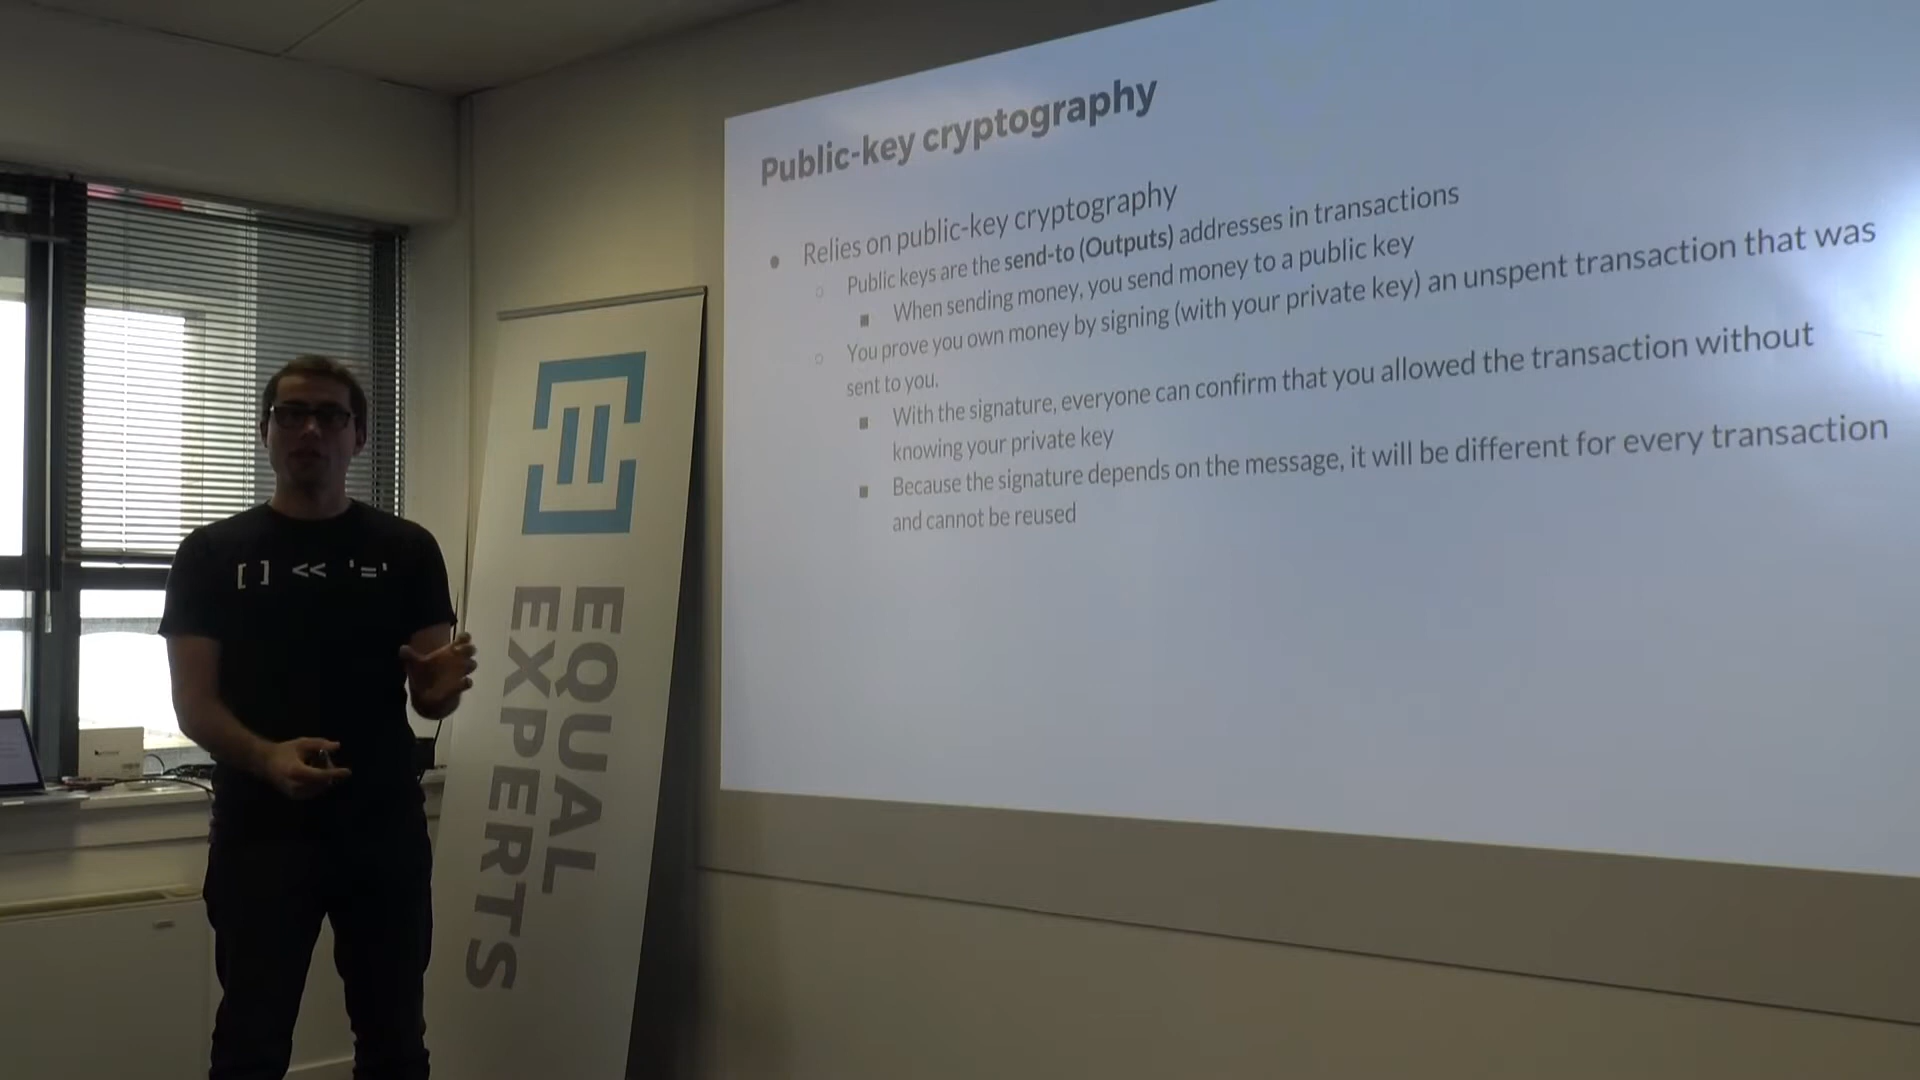 Public-key cryptography
● Relies on public-key cryptography
○ Public keys are the send-to (Outputs) addresses in transactions
■ When sending money, you send money to a public key
○ You prove you own money by signing (with your private key) an unspent transaction that was
sent to you.
■ With the signature, everyone can confirm that you allowed the transaction without
knowing your private key
■ Because the signature depends on the message, it will be different for every transaction
and cannot be reused
[ ] << '='
EQUAL
EXPERTS